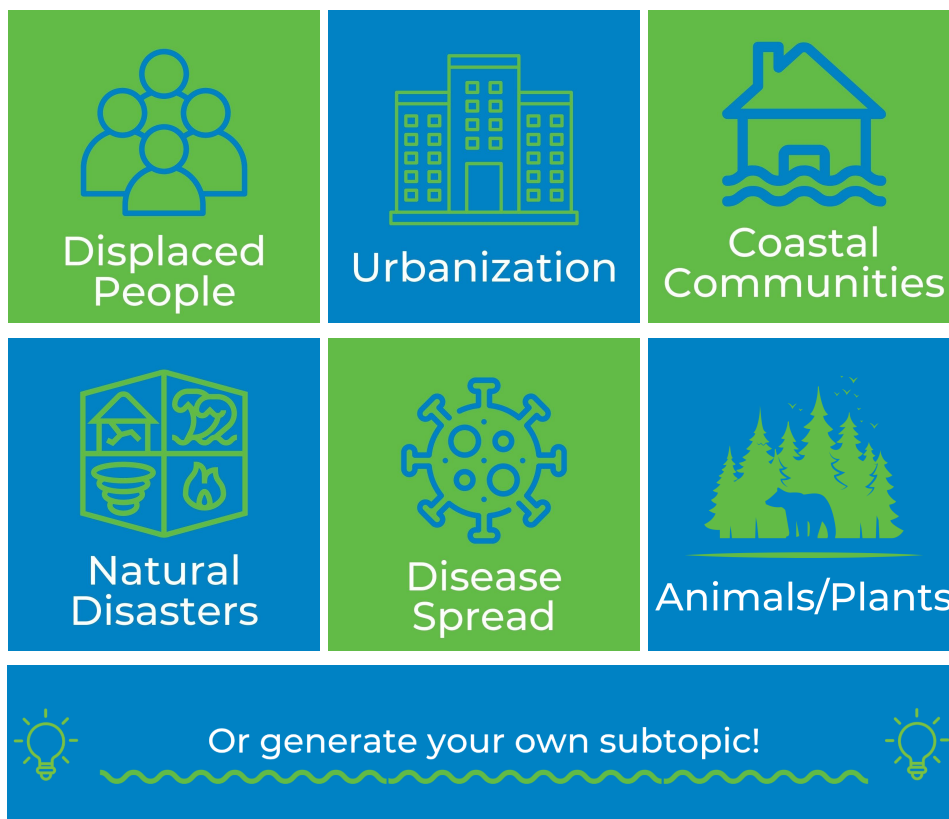 Displaced
People
Urbanization
Coastal
Communities
Natural
Disasters
Disease
Spread
Animals/Plants
Or generate your own subtopic!